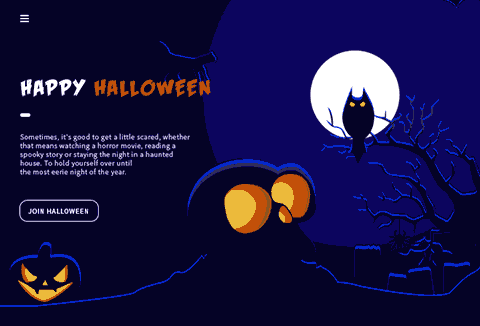 HAPPY HALLOWEEN
Sometimes, it's good to get a little scared, whether
that means watching a horror movie, reading a
spooky story or staying the night in a haunted
house. To hold yourself over until
the most eerie night of the year.
JOIN HALLOWEEN